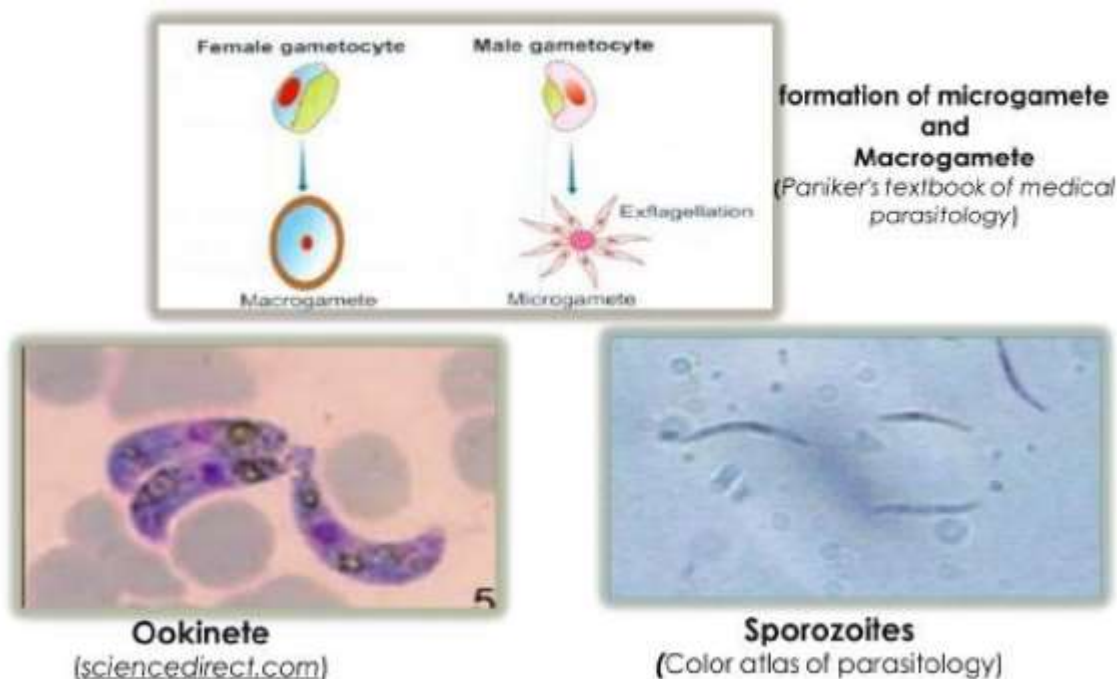 Female gametocyte
Male gametocyte
Exflagellation
Macrogamete
Microgamete
formation of microgamete
and
Macrogamete
(Paniker's textbook of medical
parasitology)
5
Ookinete
(sciencedirect.com)
Sporozoites
(Color atlas of parasitology)